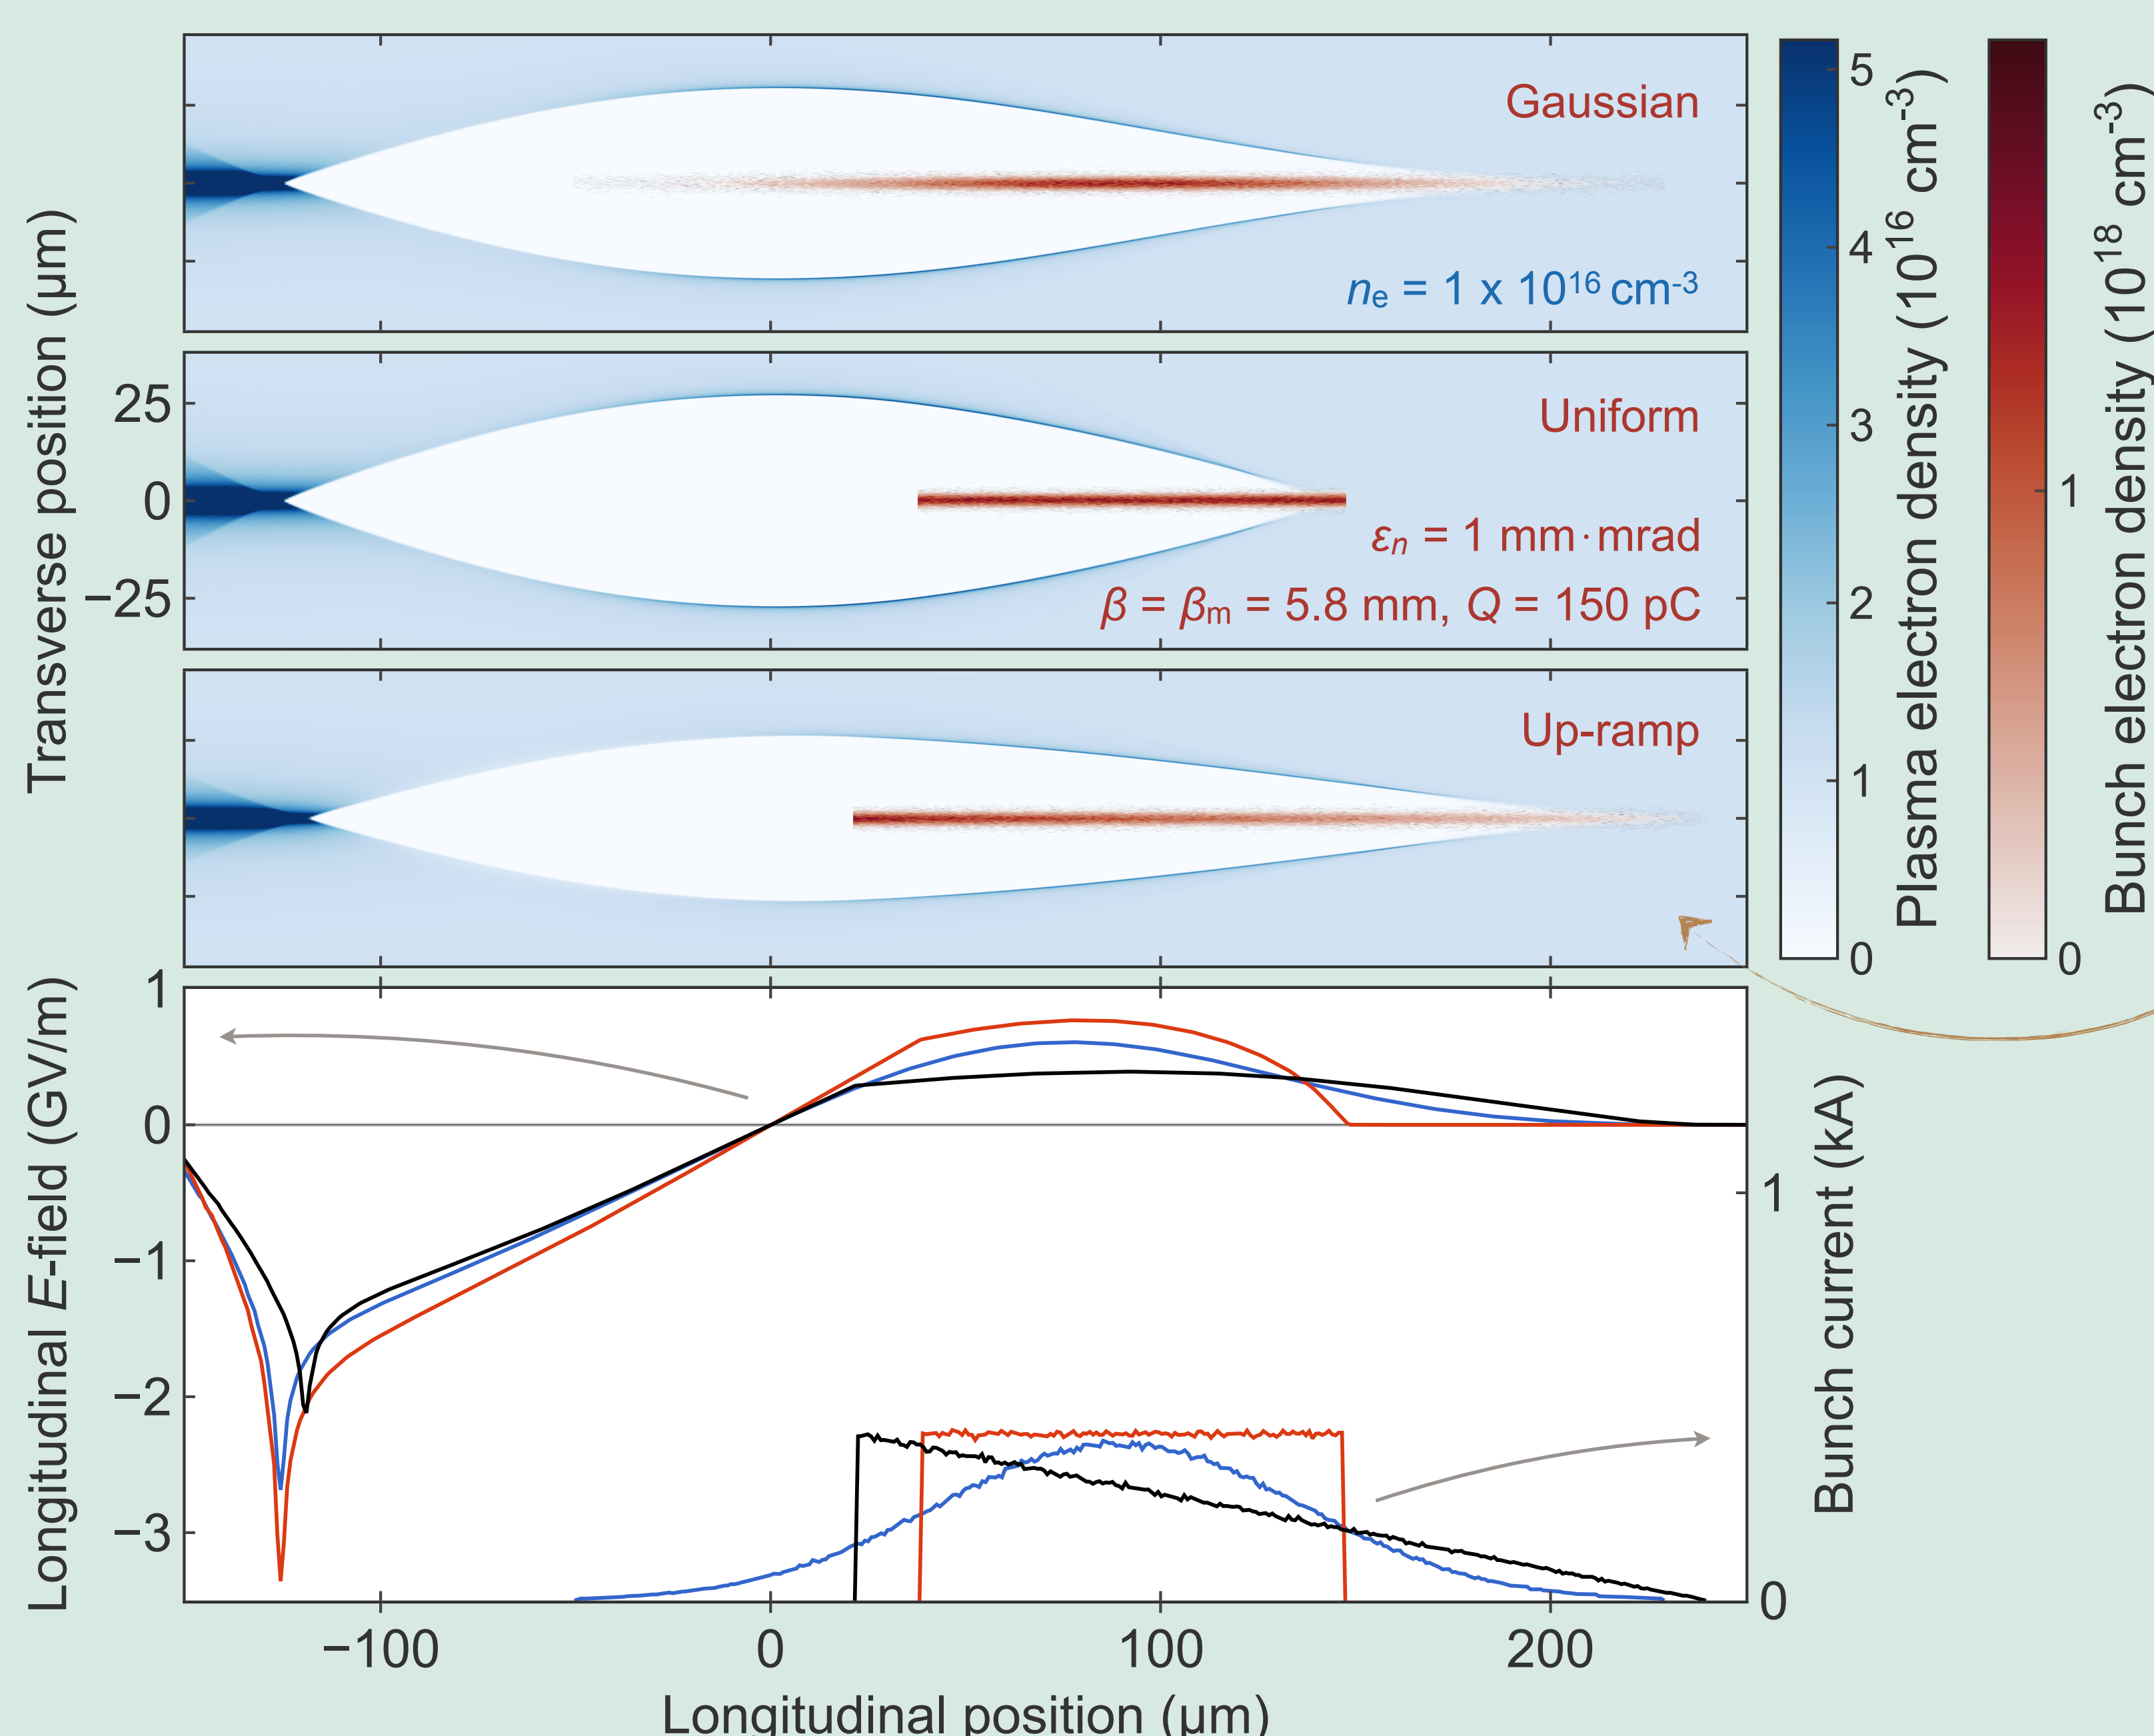 Transverse position (μm)
Gaussian
nₑ = 1 x 10¹⁶ cm⁻³
25
0
−25
Uniform
εₙ = 1 mm·mrad
β = βₘ = 5.8 mm, Q = 150 pC
Up-ramp
5
4
3
2
1
0
Plasma electron density (10¹⁶ cm⁻³)
1
0
Bunch electron density (10¹⁸ cm⁻³)
Longitudinal E-field (GV/m)
1
0
−1
−2
−3
1
0
Bunch current (kA)
−100
0
100
200
Longitudinal position (μm)